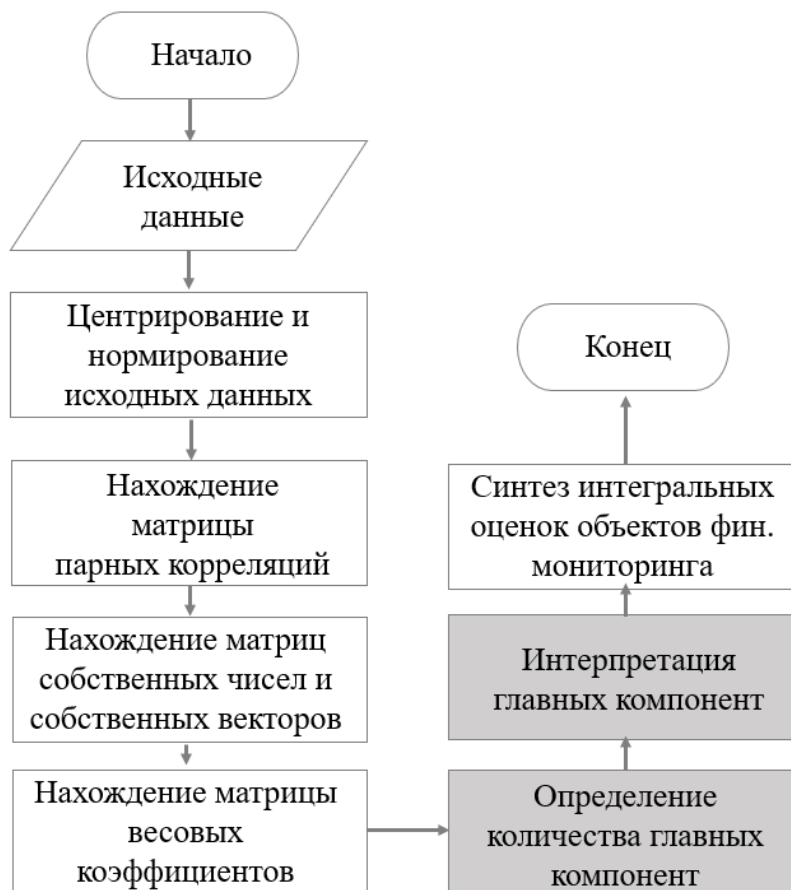 Начало
Исходные
данные
Центрирование и
нормирование
исходных данных
Нахождение
матрицы
парных корреляций
Нахождение матриц
собственных чисел и
собственных векторов
Нахождение матрицы
весовых
коэффициентов
Определение
количества главных
компонент
Интерпретация
главных компонент
Синтез интегральных
оценок объектов фин.
мониторинга
Конец